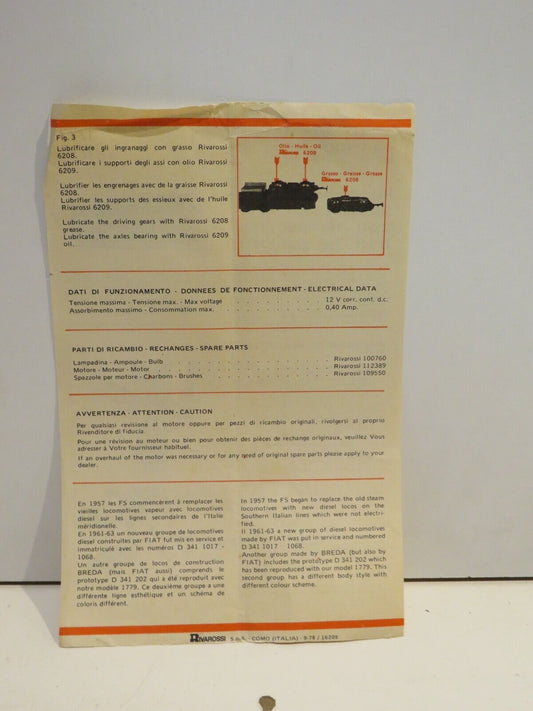 Fig. 3
Lubrificare gli ingranaggi con grasso Rivarossi
6208.
Lubrificare i supporti degli assi con olio Rivarossi
6209.
Lubrifier les engrenages avec de la graisse Rivarossi
6208.
Lubrifier les supports des essieux avec de l'huile
Rivarossi 6209.
Lubricate the driving gears with Rivarossi 6208
grease.
Lubricate the axles bearing with Rivarossi 6209
oil.
Olio - Huile - Oil
RIVAROSSI 6209
Grasso - Graisse - Grease
RIVAROSSI 6208
DATI DI FUNZIONAMENTO - DONNEES DE FONCTIONNEMENT - ELECTRICAL DATA
Tensione massima - Tensione max. - Max voltage . . . . . . . . . 12 V corr. cont. d.c.
Assorbimento massimo - Consommation max. . . . . . . . . . 0,40 Amp.
PARTI DI RICAMBIO - RECHANGES - SPARE PARTS
Lampadina - Ampoule - Bulb . . . . . . . . . . . . . Rivarossi 100760
Motore - Moteur - Motor . . . . . . . . . . . . . Rivarossi 112389
Spazzole per motore - Charbons - Brushes . . . . . . . . . . Rivarossi 109550
AVVERTENZA - ATTENTION - CAUTION
Per qualsiasi revisione al motore oppure per pezzi di ricambio originali, rivolgersi al proprio
Rivenditore di fiducia.
Pour une révision au moteur ou bien pour obtenir des pièces de rechange originaux, veuillez Vous
adresser à Votre fournisseur habituel.
If an overhaul of the motor was necessary or for any need of original spare parts please apply to your
dealer.
En 1957 les FS commencèrent à remplacer les
vieilles locomotives vapeur avec locomotives
diesel sur les lignes secondaires de l'Italie
méridionelle.
En 1961-63 un nouveau groupe de locomotives
diesel construites par FIAT fut mis en service et
immatriculé avec les numéros D 341 1017 -
1068.
Un autre groupe de locos de construction
BREDA (mais FIAT aussi) comprends le
prototype D 341 202 qui a été reproduit avec
notre modèle 1779. Ce deuxième groupe a une
différente ligne esthétique et un schéma de
coloris différent.
In 1957 the FS began to replace the old steam
locomotives with new diesel locos on the
Southern Italian lines which were not electri-
fied.
II 1961-63 a new group of diesel locomotives
made by FIAT was put in service and numbered
D 341 1017 - 1068.
Another group made by BREDA (but also by
FIAT) includes the prototype D 341 202 which
has been reproduced with our model 1779. This
second group has a different body style with
different colour scheme.
RIVAROSSI S.p.A. - COMO (ITALIA) - 9-78 / 16209